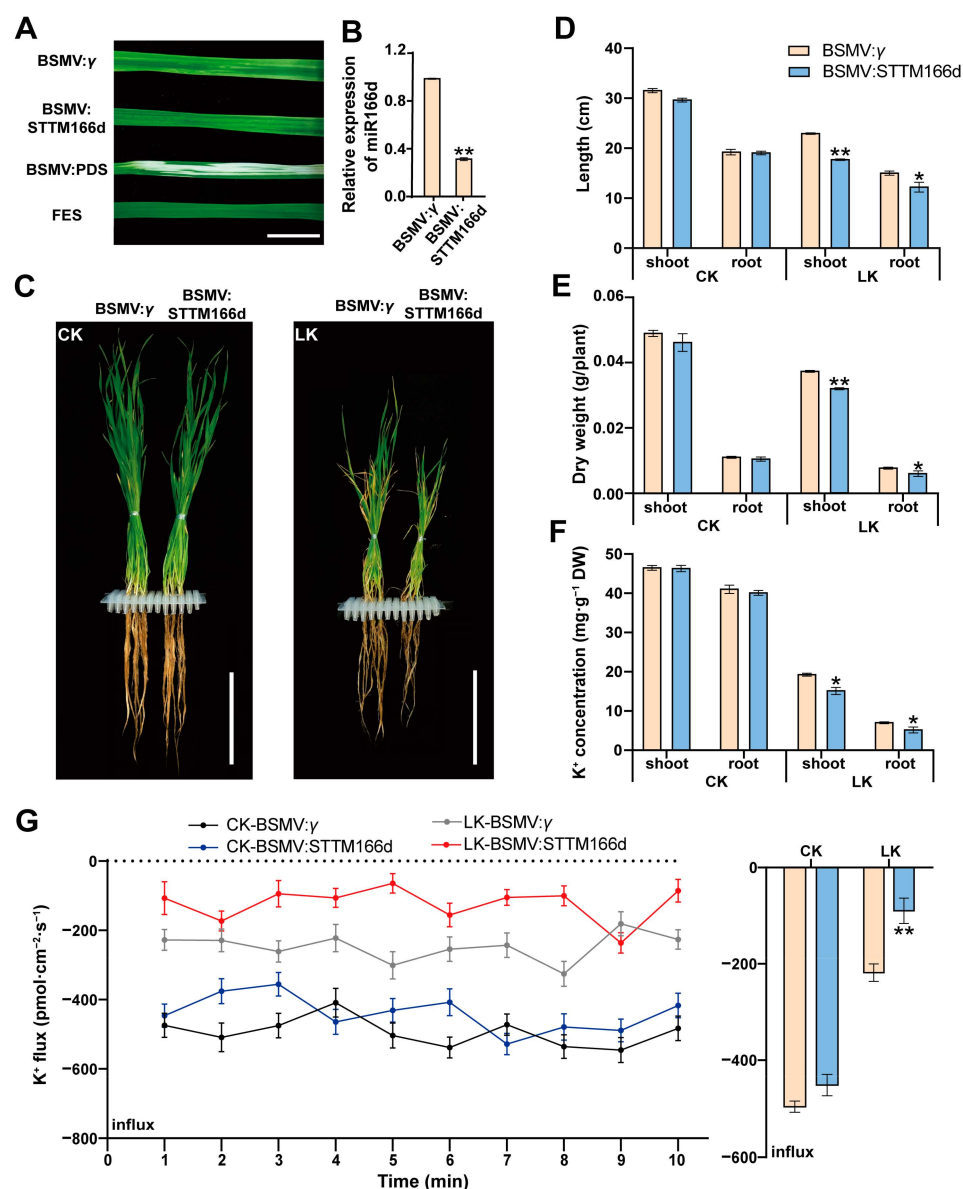 A
BSMV:γ
BSMV:
STTM166d
BSMV:PDS
FES
B
Relative expression
of miR166d
1.2
0.8
0.4
0.0
**
BSMV:γ
BSMV:
STTM166d
C
BSMV:γ
BSMV:
STTM166d
CK
BSMV:γ
BSMV:
STTM166d
LK
D
BSMV:γ
BSMV:STTM166d
Length (cm)
40
30
20
10
0
**
*
shoot root shoot root
CK LK
E
Dry weight (g/plant)
0.06
0.04
0.02
0.00
**
*
shoot root shoot root
CK LK
F
K⁺ concentration (mg·g⁻¹ DW)
50
40
30
20
10
0
*
*
shoot root shoot root
CK LK
G
CK-BSMV:γ LK-BSMV:γ
CK-BSMV:STTM166d LK-BSMV:STTM166d
K⁺ flux (pmol·cm⁻²·s⁻¹)
0
−200
−400
−600
−800
influx
0 1 2 3 4 5 6 7 8 9 10
Time (min)
CK LK
0
−200
−400
−600
**
influx